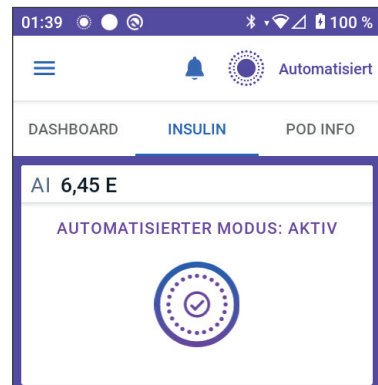 01:39 100 %
Automatisiert
DASHBOARD INSULIN POD INFO
AI 6,45 E
AUTOMATISIERTER MODUS: AKTIV